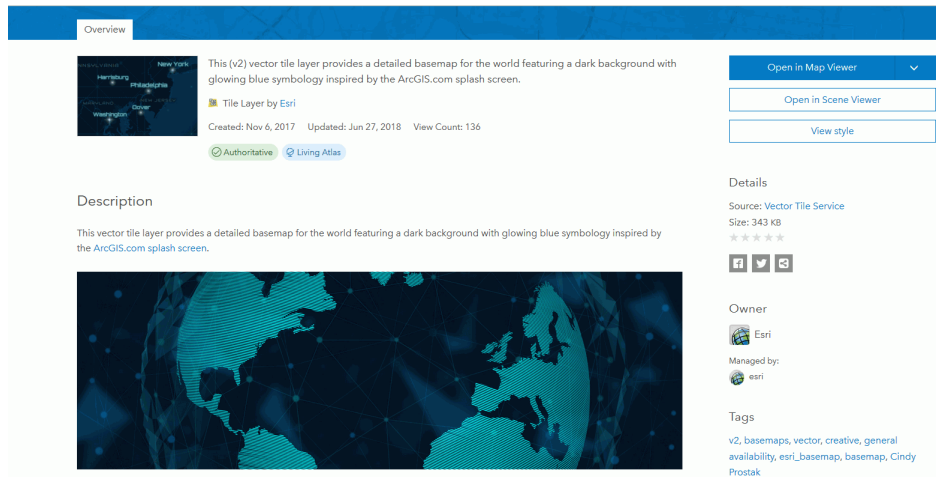 Overview
New York
Harrisburg
Philadelphia
Dover
Washington
This (v2) vector tile layer provides a detailed basemap for the world featuring a dark background with
glowing blue symbology inspired by the ArcGIS.com splash screen.
Tile Layer by Esri
Created: Nov 6, 2017 Updated: Jun 27, 2018 View Count: 136
Authoritative Living Atlas
Description
This vector tile layer provides a detailed basemap for the world featuring a dark background with glowing blue symbology inspired by
the ArcGIS.com splash screen.
Open in Map Viewer
Open in Scene Viewer
View style
Details
Source: Vector Tile Service
Size: 343 KB
Owner
Esri
Managed by:
esri
Tags
v2, basemaps, vector, creative, general
availability, esri_basemap, basemap, Cindy
Prostak